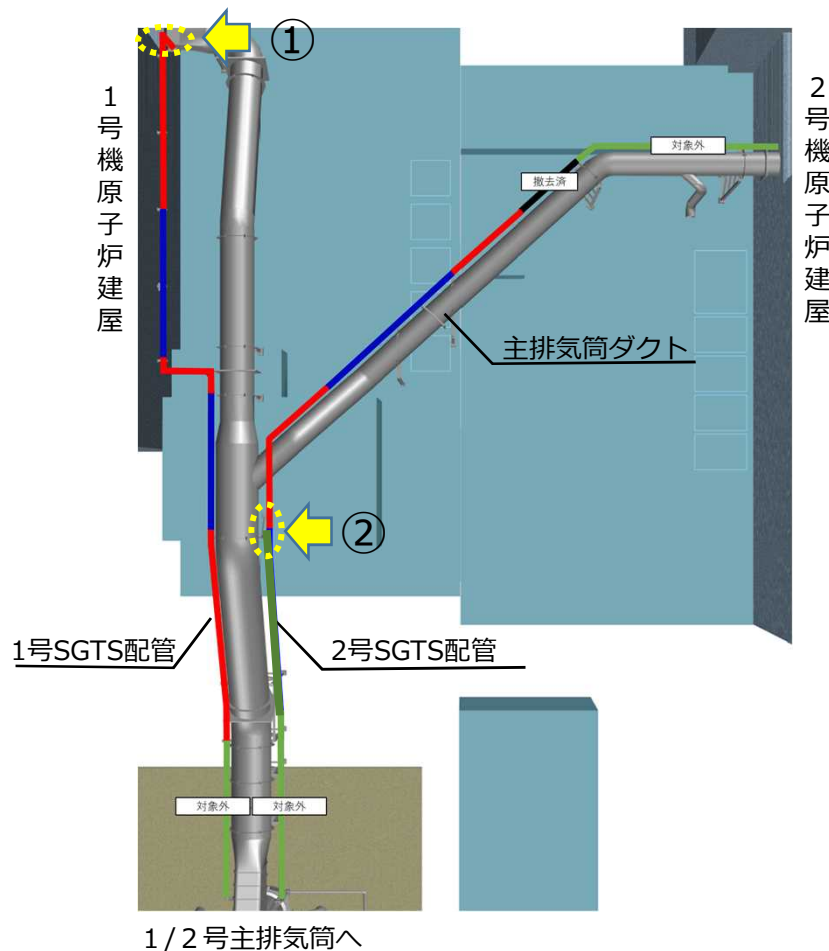 ①
1号機原子炉建屋
2号機原子炉建屋
対象外
撤去済
主排気筒ダクト
②
1号SGTS配管
2号SGTS配管
対象外
対象外
1/2号主排気筒へ